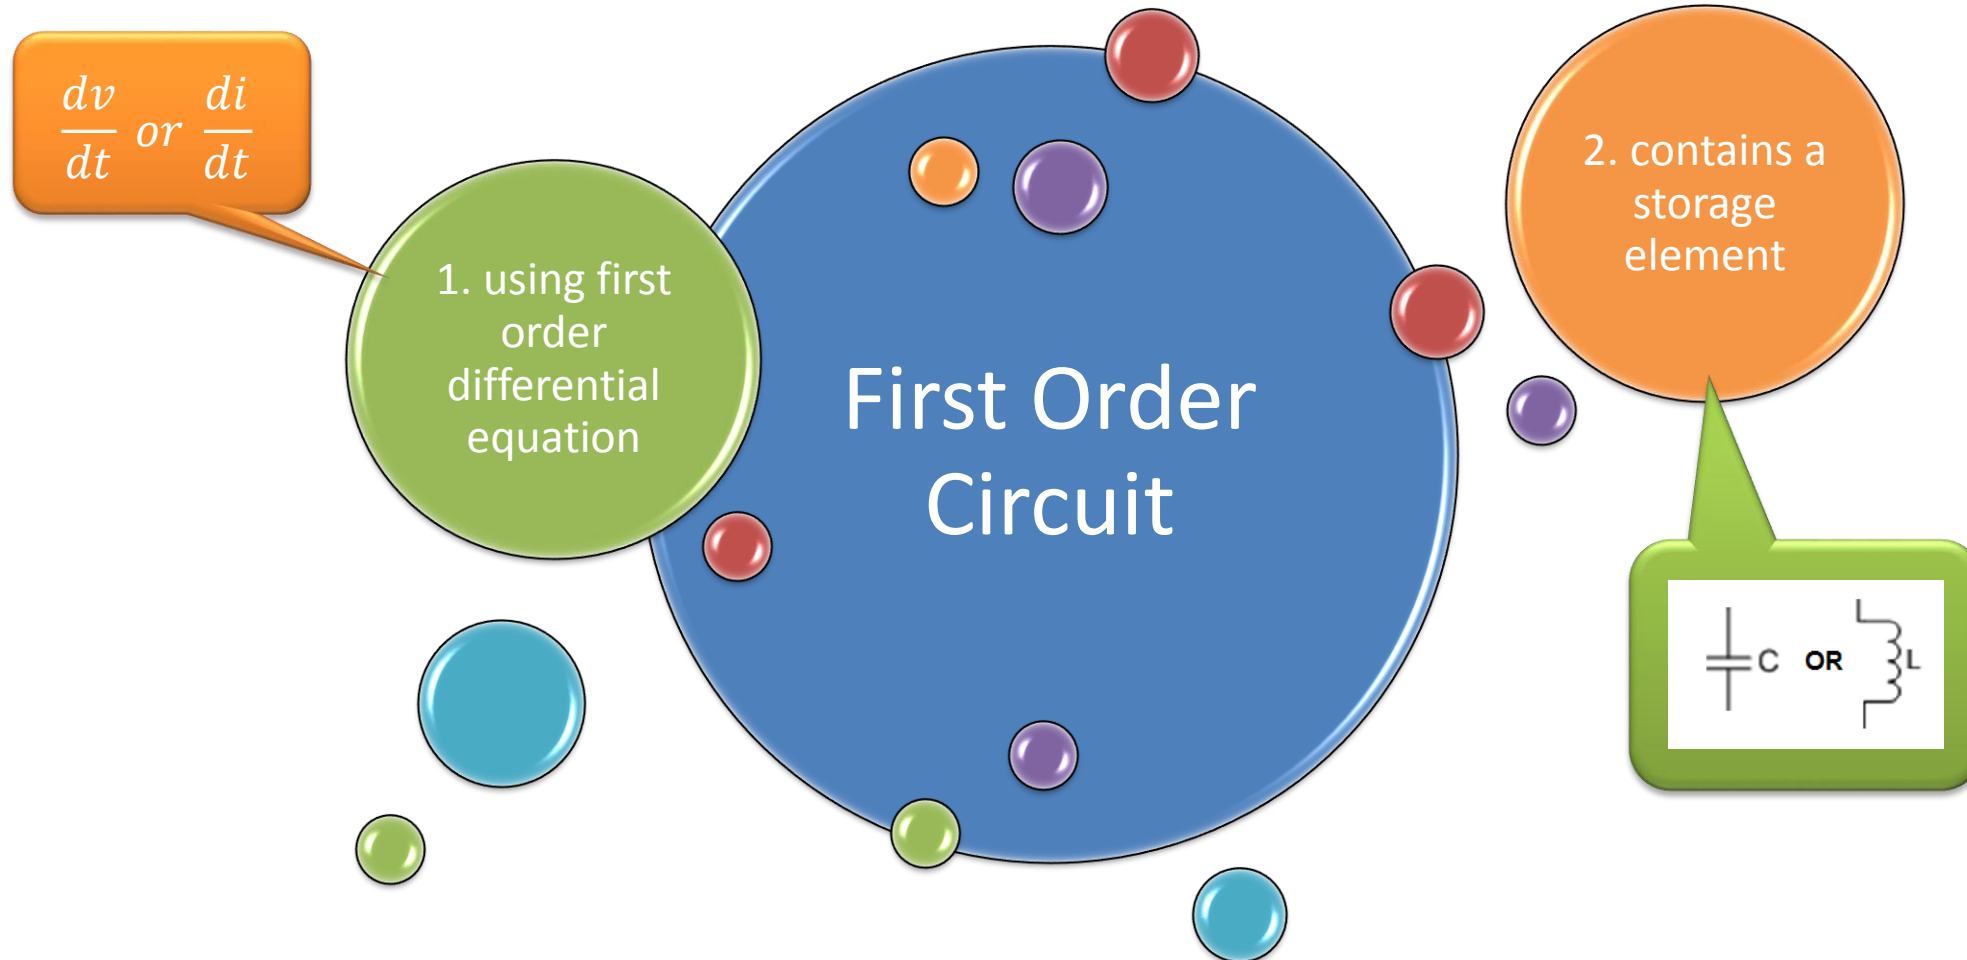 dv/dt or di/dt
1. using first
order
differential
equation
First Order
Circuit
2. contains a
storage
element
C OR L